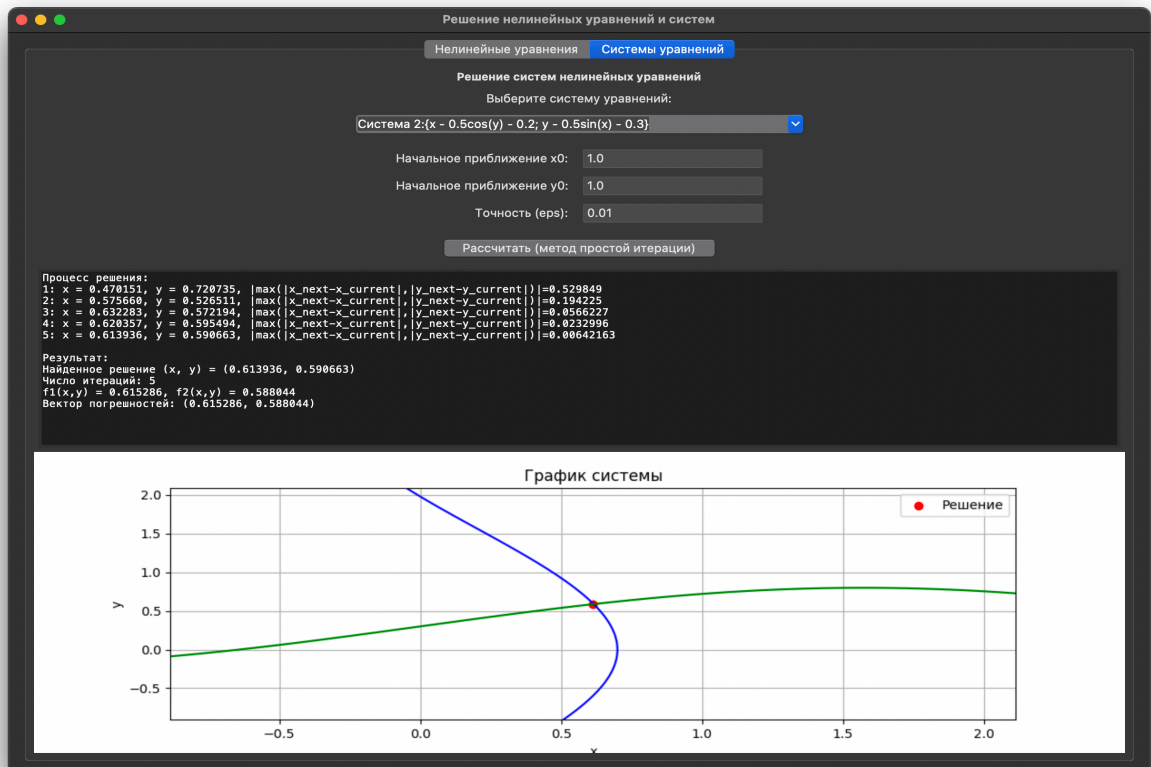 Решение нелинейных уравнений и систем
Нелинейные уравнения Системы уравнений
Решение систем нелинейных уравнений
Выберите систему уравнений:
Система 2:{x - 0.5cos(y) - 0.2; y - 0.5sin(x) - 0.3}
Начальное приближение x0: 1.0
Начальное приближение y0: 1.0
Точность (eps): 0.01
Рассчитать (метод простой итерации)
Процесс решения:
1: x = 0.470151, y = 0.720735, |max(|x_next-x_current|,|y_next-y_current|)|=0.529849
2: x = 0.575660, y = 0.526511, |max(|x_next-x_current|,|y_next-y_current|)|=0.194225
3: x = 0.632283, y = 0.572194, |max(|x_next-x_current|,|y_next-y_current|)|=0.0566227
4: x = 0.620357, y = 0.595494, |max(|x_next-x_current|,|y_next-y_current|)|=0.0232996
5: x = 0.613936, y = 0.590663, |max(|x_next-x_current|,|y_next-y_current|)|=0.00642163
Результат:
Найденное решение (x, y) = (0.613936, 0.590663)
Число итераций: 5
f1(x,y) = 0.615286, f2(x,y) = 0.588044
Вектор погрешностей: (0.615286, 0.588044)
График системы
Решение
2.0
1.5
1.0
0.5
0.0
−0.5
y
−0.5 0.0 0.5 1.0 1.5 2.0
x